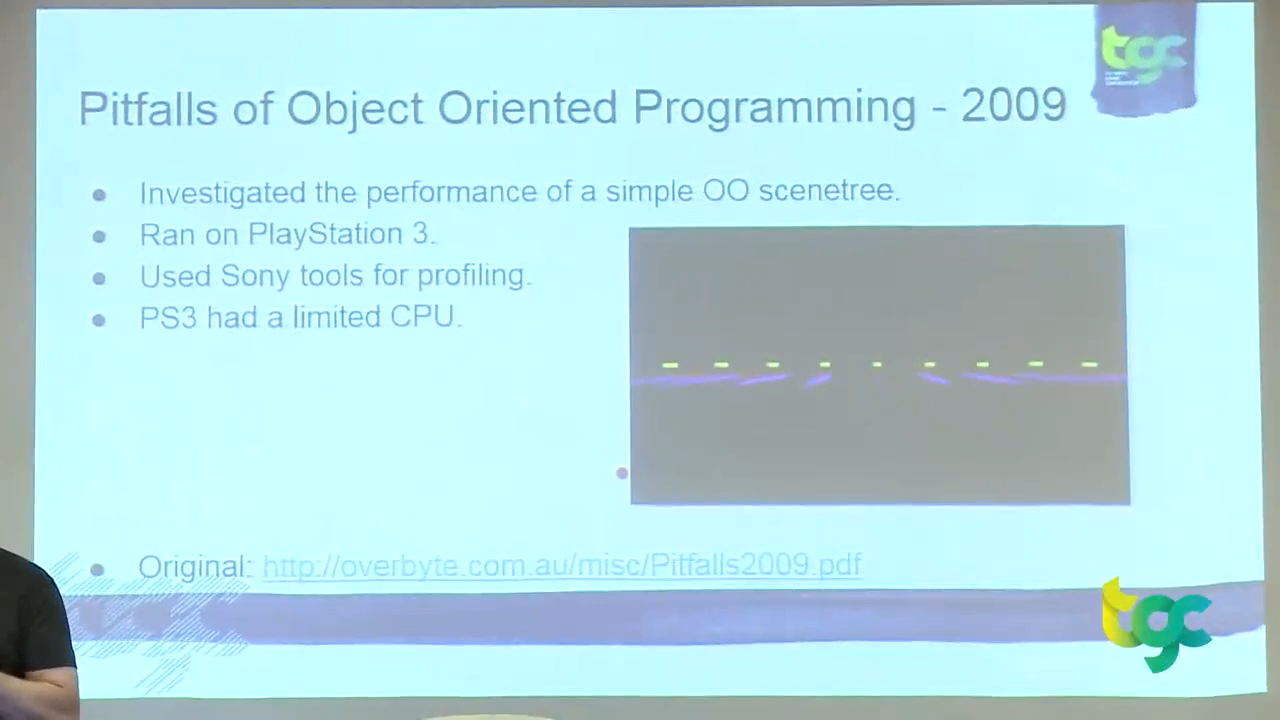 tgc
Pitfalls of Object Oriented Programming - 2009
● Investigated the performance of a simple OO scenetree.
● Ran on PlayStation 3.
● Used Sony tools for profiling.
● PS3 had a limited CPU.
● Original: http://overbyte.com.au/misc/Pitfalls2009.pdf
tgc